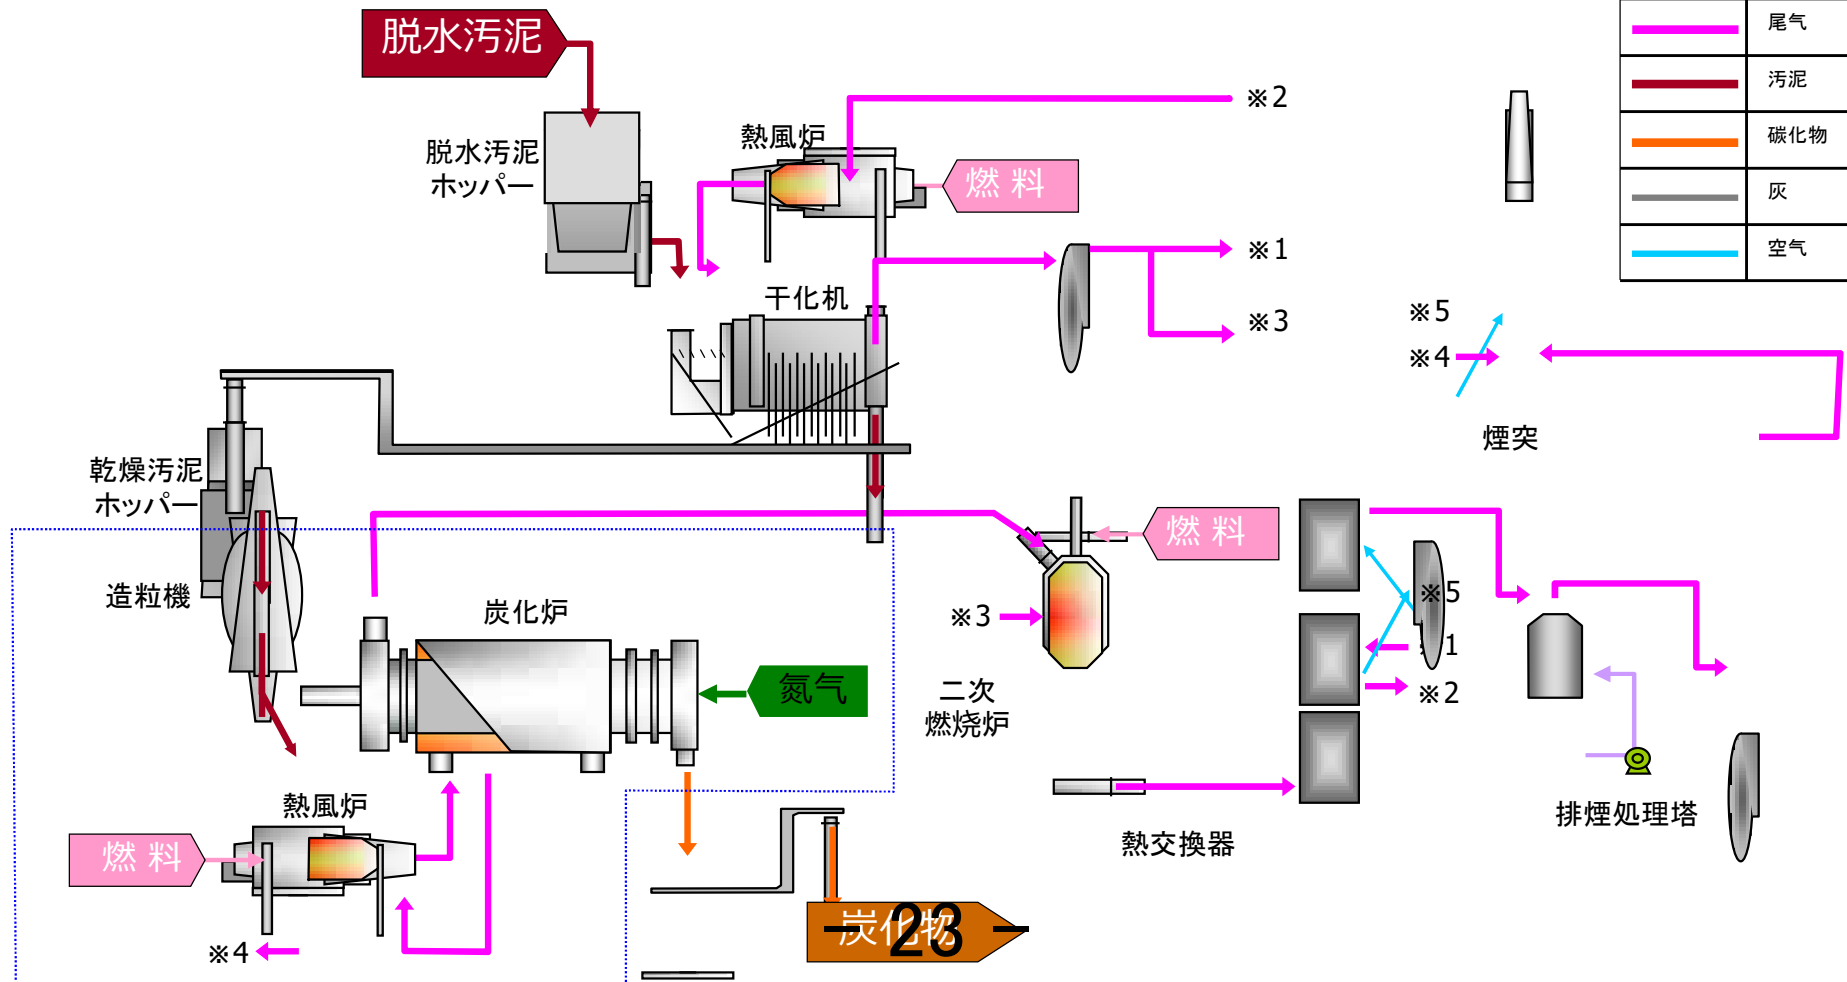 脱水汚泥
尾气
汚泥
碳化物
灰
空气
※2
熱風炉
脱水汚泥
ホッパー
燃 料
※1
※3
干化机
※5
※4
煙突
乾燥汚泥
ホッパー
造粒機
燃 料
炭化炉
※3
※5
※1
※2
氮气
二次
燃焼炉
熱風炉
燃 料
熱交換器
排煙処理塔
※4
炭化物
- 23 -